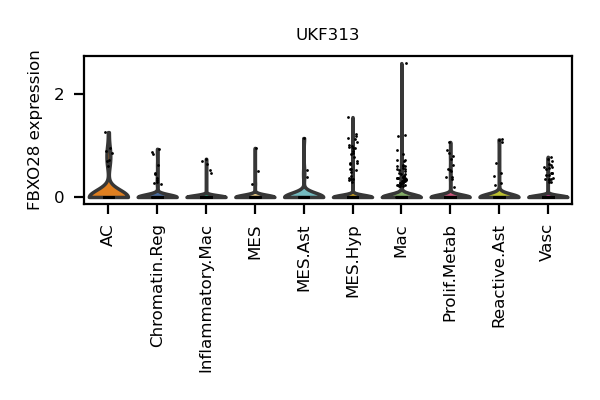 UKF313
FBXO28 expression
2
0
AC
Chromatin.Reg
Inflammatory.Mac
MES
MES.Ast
MES.Hyp
Mac
Prolif.Metab
Reactive.Ast
Vasc